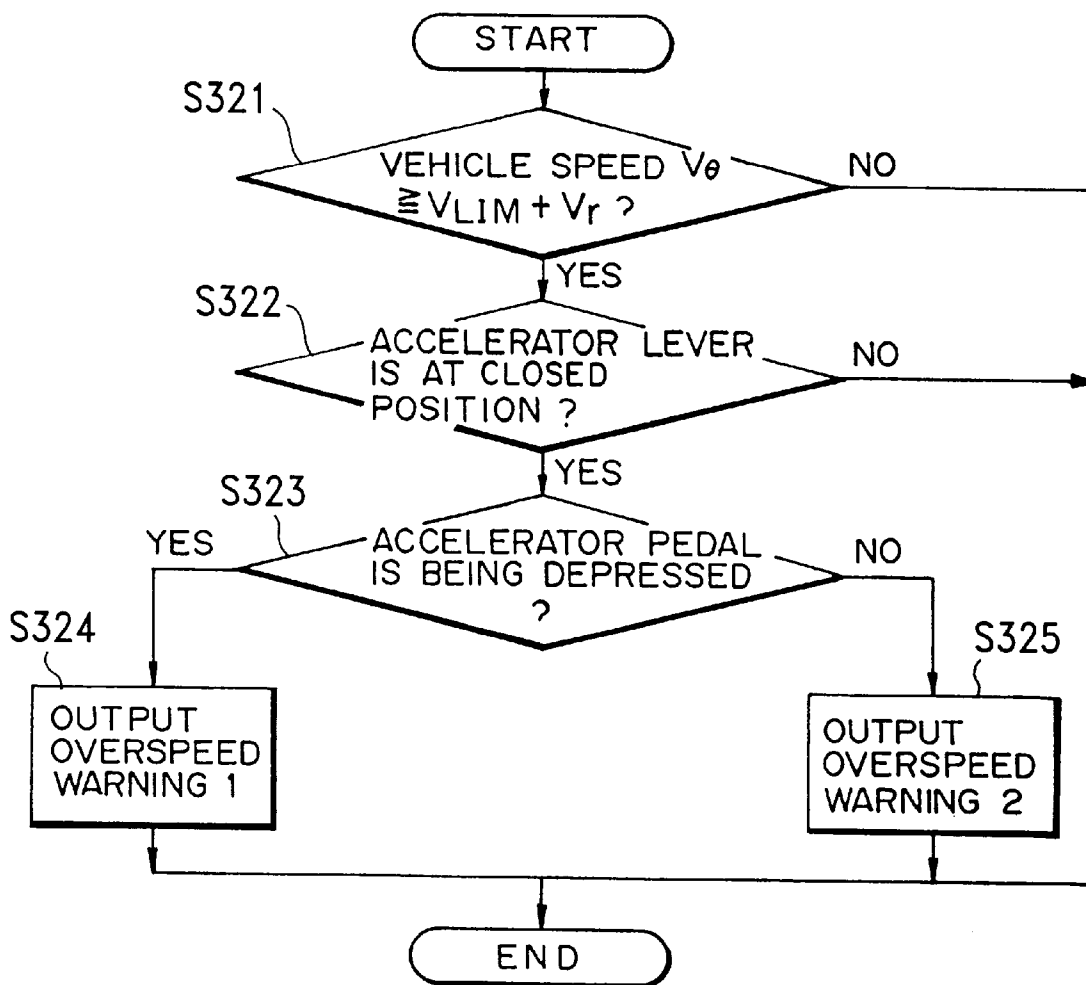 START
S321
VEHICLE SPEED Vθ
≧VLIM + Vr ?
NO
YES
S322
ACCELERATOR LEVER
IS AT CLOSED
POSITION ?
NO
YES
S323
YES
ACCELERATOR PEDAL
IS BEING DEPRESSED
?
NO
S324
OUTPUT
OVERSPEED
WARNING 1
S325
OUTPUT
OVERSPEED
WARNING 2
END